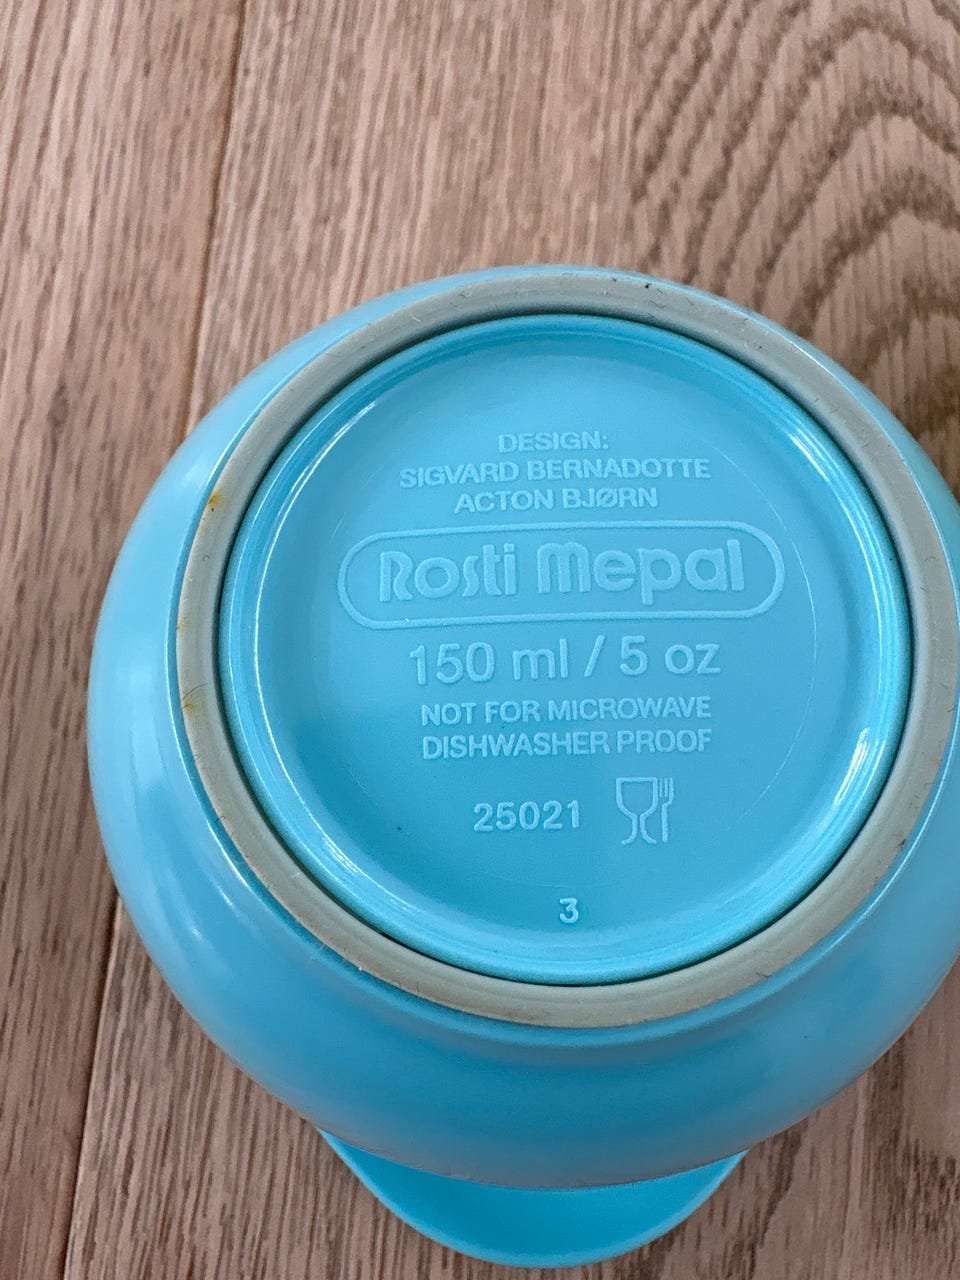 DESIGN:
SIGVARD BERNADOTTE
ACTON BJØRN
Rosti Mepal
150 ml / 5 oz
NOT FOR MICROWAVE
DISHWASHER PROOF
25021
3